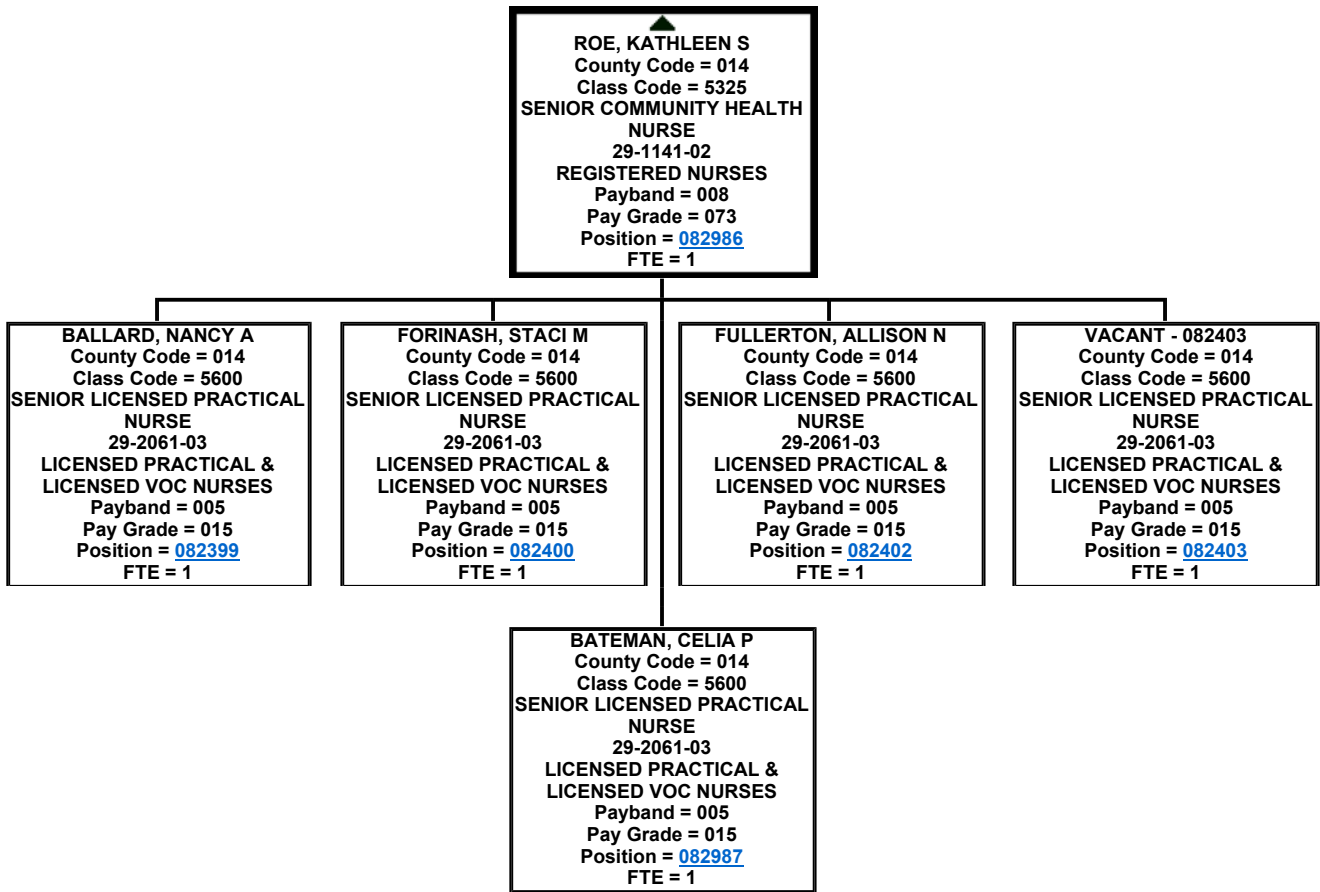 ROE, KATHLEEN S
County Code = 014
Class Code = 5325
SENIOR COMMUNITY HEALTH
NURSE
29-1141-02
REGISTERED NURSES
Payband = 008
Pay Grade = 073
Position = 082986
FTE = 1
BALLARD, NANCY A
County Code = 014
Class Code = 5600
SENIOR LICENSED PRACTICAL
NURSE
29-2061-03
LICENSED PRACTICAL &
LICENSED VOC NURSES
Payband = 005
Pay Grade = 015
Position = 082399
FTE = 1
FORINASH, STACI M
County Code = 014
Class Code = 5600
SENIOR LICENSED PRACTICAL
NURSE
29-2061-03
LICENSED PRACTICAL &
LICENSED VOC NURSES
Payband = 005
Pay Grade = 015
Position = 082400
FTE = 1
FULLERTON, ALLISON N
County Code = 014
Class Code = 5600
SENIOR LICENSED PRACTICAL
NURSE
29-2061-03
LICENSED PRACTICAL &
LICENSED VOC NURSES
Payband = 005
Pay Grade = 015
Position = 082402
FTE = 1
VACANT - 082403
County Code = 014
Class Code = 5600
SENIOR LICENSED PRACTICAL
NURSE
29-2061-03
LICENSED PRACTICAL &
LICENSED VOC NURSES
Payband = 005
Pay Grade = 015
Position = 082403
FTE = 1
BATEMAN, CELIA P
County Code = 014
Class Code = 5600
SENIOR LICENSED PRACTICAL
NURSE
29-2061-03
LICENSED PRACTICAL &
LICENSED VOC NURSES
Payband = 005
Pay Grade = 015
Position = 082987
FTE = 1